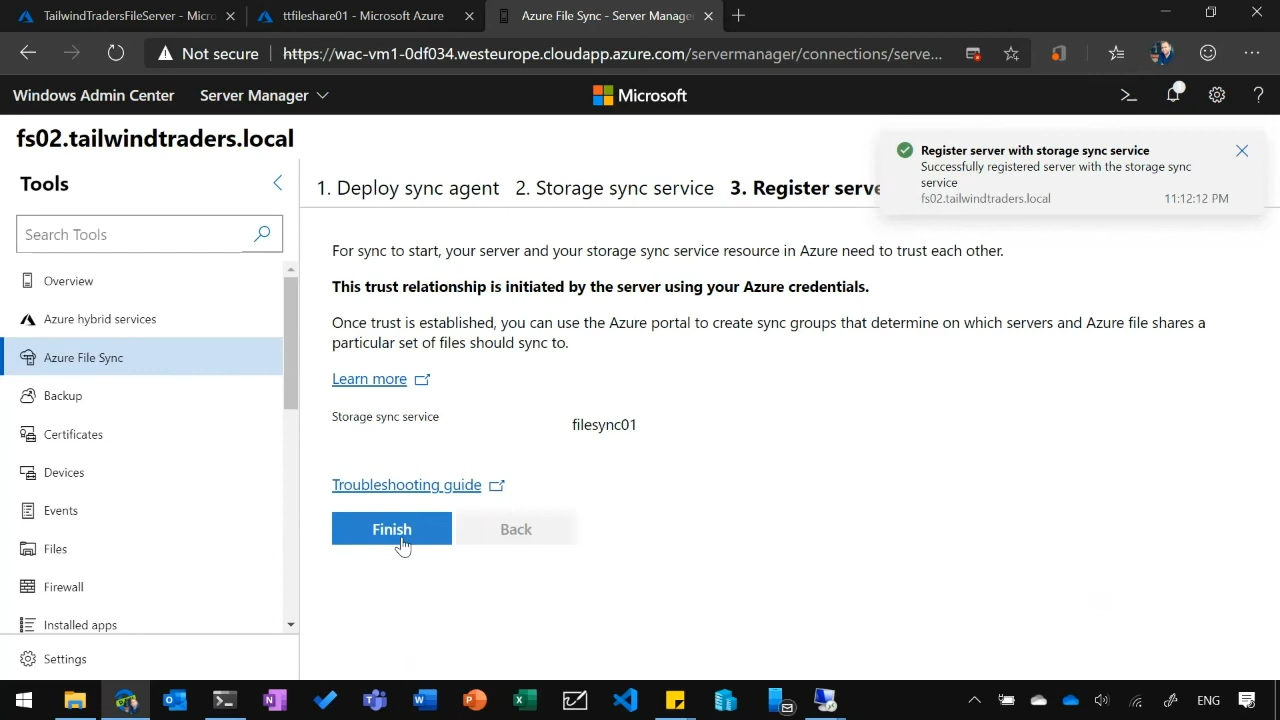 TailwindTradersFileServer - Micro
ttfileshare01 - Microsoft Azure
Azure File Sync - Server Manager
Not secure
https://wac-vm1-0df034.westeurope.cloudapp.azure.com/servermanager/connections/serve...
Windows Admin Center
Server Manager
Microsoft
1
fs02.tailwindtraders.local
Register server with storage sync service
Successfully registered server with the storage sync
service
fs02.tailwindtraders.local
11:12:12 PM
Tools
1. Deploy sync agent
2. Storage sync service
3. Register serve
Search Tools
For sync to start, your server and your storage sync service resource in Azure need to trust each other.
Overview
This trust relationship is initiated by the server using your Azure credentials.
Azure hybrid services
Once trust is established, you can use the Azure portal to create sync groups that determine on which servers and Azure file shares a
particular set of files should sync to.
Azure File Sync
Learn more
Backup
Storage sync service
filesync01
Certificates
Devices
Troubleshooting guide
Events
Finish
Back
Files
Firewall
Installed apps
Settings
ENG